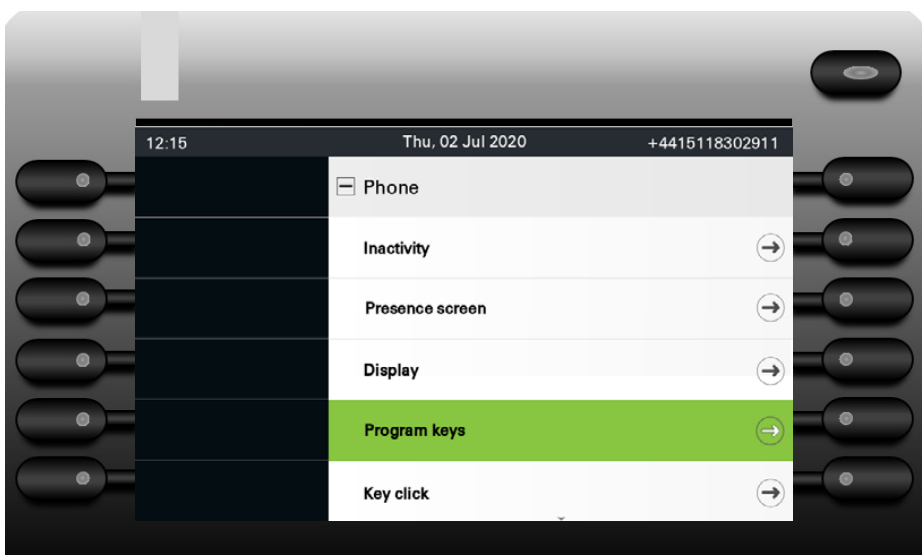 12:15 Thu, 02 Jul 2020 +4415118302911
Phone
Inactivity
Presence screen
Display
Program keys
Key click